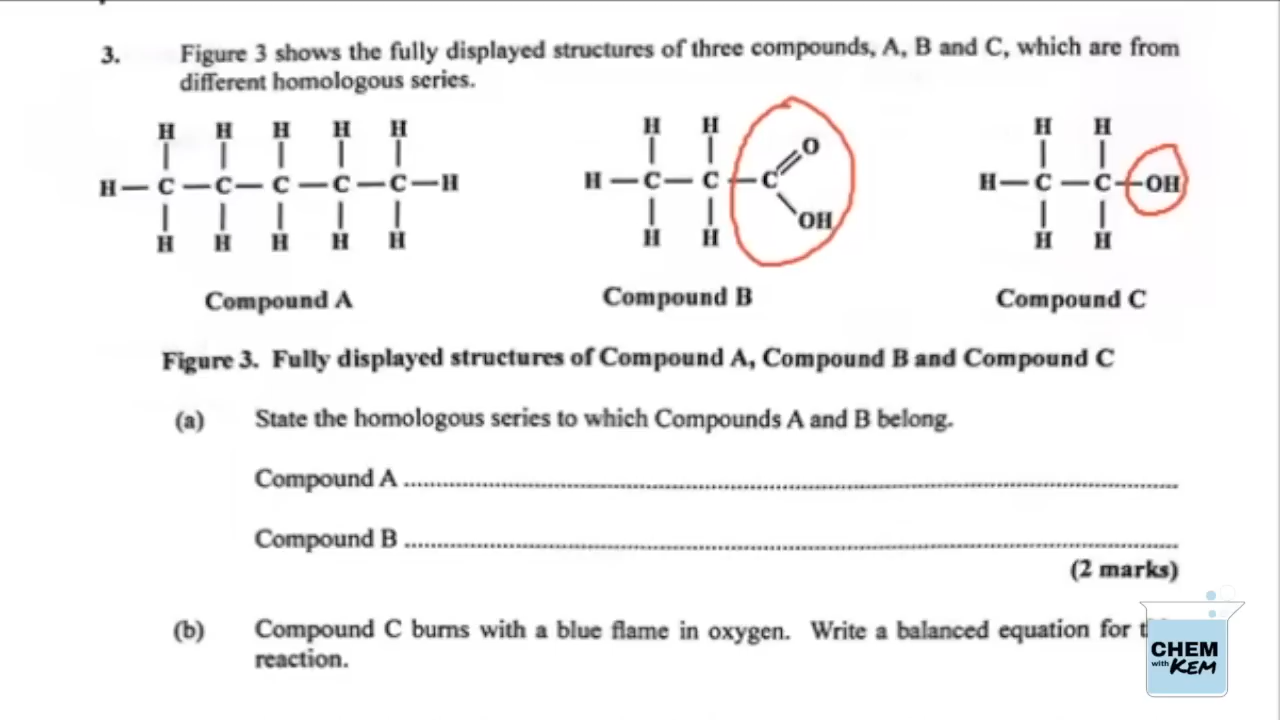 3. Figure 3 shows the fully displayed structures of three compounds, A, B and C, which are from
different homologous series.
H H H H H
H — C — C — C — C — C — H
H H H H H
Compound A
H H
H — C — C — C
O
OH
H H
Compound B
H H
H — C — C — OH
H H
Compound C
Figure 3. Fully displayed structures of Compound A, Compound B and Compound C
(a) State the homologous series to which Compounds A and B belong.
Compound A ........................................
Compound B ........................................
(2 marks)
(b) Compound C burns with a blue flame in oxygen. Write a balanced equation for
reaction.
CHEM
with KEM